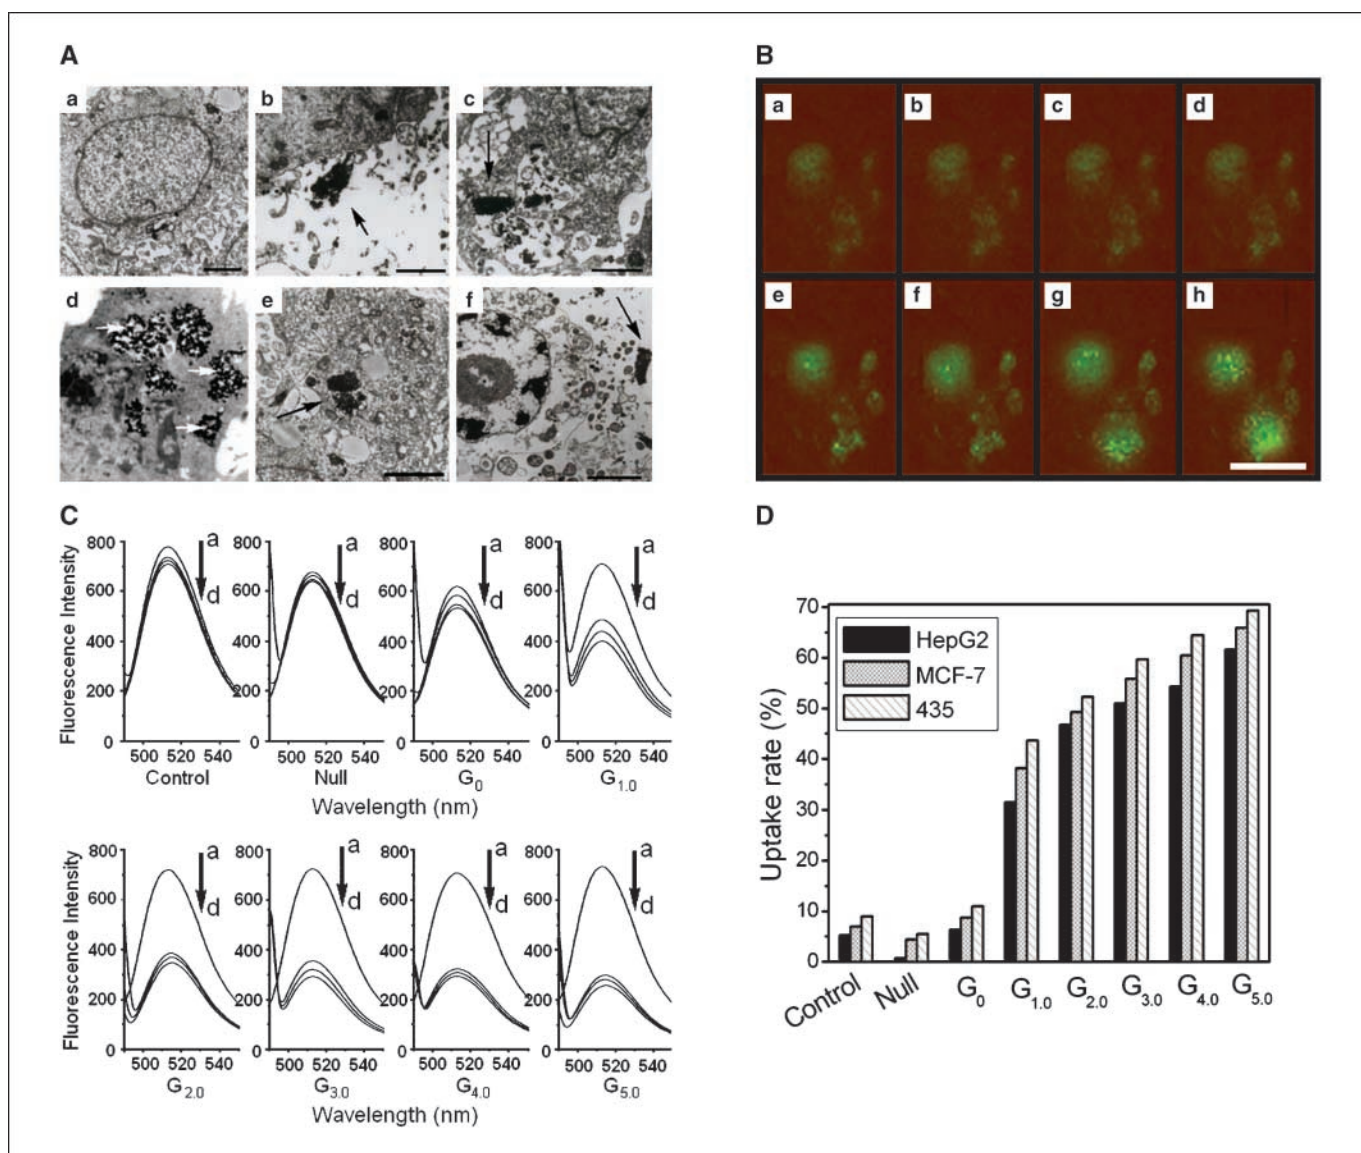 A
a b c
d e f
B
a b c d
e f g h
C
Fluorescence Intensity
800 600 400 200 0
a
d
500 520 540
Control
800 600 400 200 0
a
d
500 520 540
Null
800 600 400 200 0
a
d
500 520 540
G0
800 600 400 200 0
a
d
500 520 540
G1.0
Wavelength (nm)
Fluorescence Intensity
800 600 400 200 0
a
d
500 520 540
G2.0
800 600 400 200 0
a
d
500 520 540
G3.0
800 600 400 200 0
a
d
500 520 540
G4.0
800 600 400 200 0
a
d
500 520 540
G5.0
Wavelength (nm)
D
Uptake rate (%)
70
60
50
40
30
20
10
0
HepG2
MCF-7
435
Control Null G0 G1.0 G2.0 G3.0 G4.0 G5.0